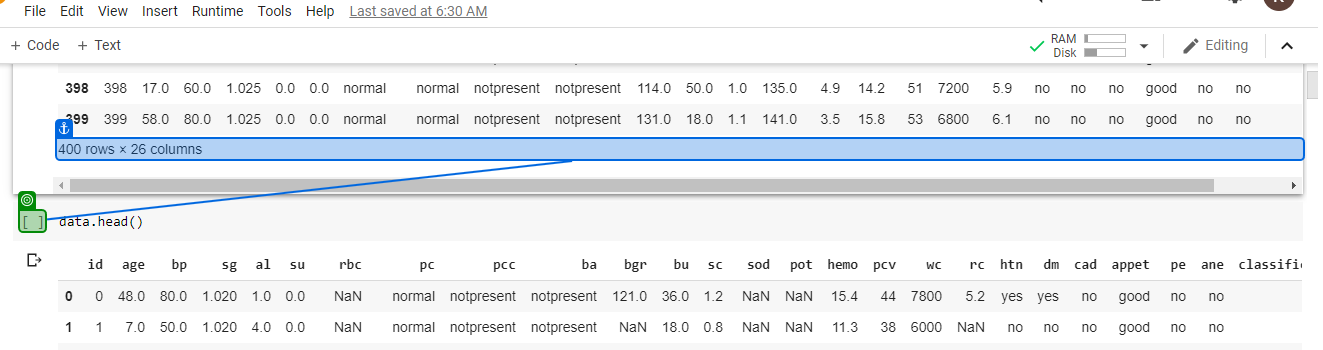 File Edit View Insert Runtime Tools Help Last saved at 6:30 AM
+ Code + Text RAM Disk Editing
398 398 17.0 60.0 1.025 0.0 0.0 normal normal notpresent notpresent 114.0 50.0 1.0 135.0 4.9 14.2 51 7200 5.9 no no no good no no
399 399 58.0 80.0 1.025 0.0 0.0 normal normal notpresent notpresent 131.0 18.0 1.1 141.0 3.5 15.8 53 6800 6.1 no no no good no no
400 rows × 26 columns
[ ] data.head()
id age bp sg al su rbc pc pcc ba bgr bu sc sod pot hemo pcv wc rc htn dm cad appet pe ane
0 0 48.0 80.0 1.020 1.0 0.0 NaN normal notpresent notpresent 121.0 36.0 1.2 NaN NaN 15.4 44 7800 5.2 yes yes no good no no
1 1 7.0 50.0 1.020 4.0 0.0 NaN normal notpresent notpresent NaN 18.0 0.8 NaN NaN 11.3 38 6000 NaN no no no good no no